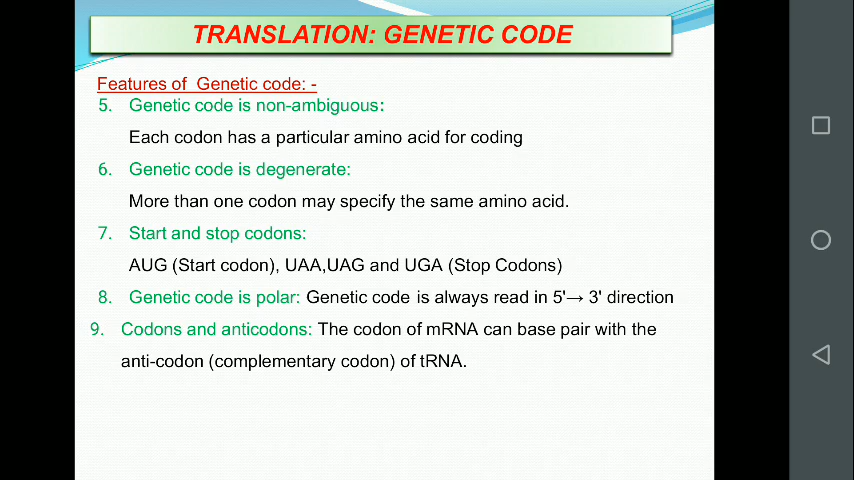 TRANSLATION: GENETIC CODE
Features of Genetic code: -
5. Genetic code is non-ambiguous:
Each codon has a particular amino acid for coding
6. Genetic code is degenerate:
More than one codon may specify the same amino acid.
7. Start and stop codons:
AUG (Start codon), UAA,UAG and UGA (Stop Codons)
8. Genetic code is polar: Genetic code is always read in 5'→ 3' direction
9. Codons and anticodons: The codon of mRNA can base pair with the
anti-codon (complementary codon) of tRNA.